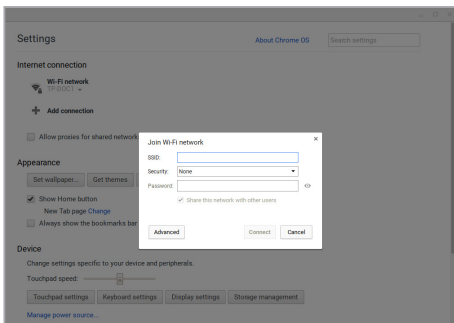 Settings
About Chrome OS
Search settings
Internet connection
Wi-Fi network
TP DOCT
Add connection
Allow proxies for shared network
Join Wi-Fi network
SSID:
Security: None
Password:
Share this network with other users
Advanced Connect Cancel
Appearance
Set wallpaper... Get themes
Show Home button
New Tab page Change
Always show the bookmarks bar
Device
Change settings specific to your device and peripherals.
Touchpad speed:
Touchpad settings Keyboard settings Display settings Storage management
Manage power source...